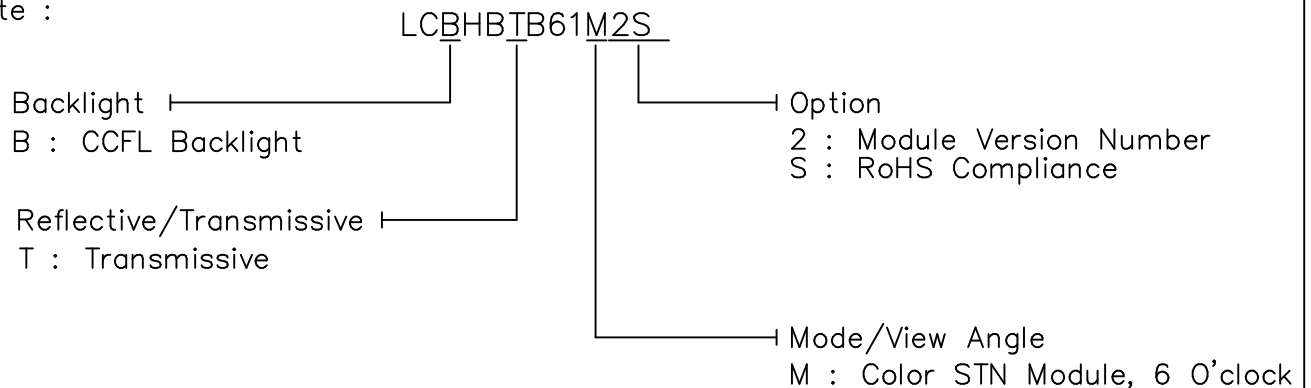 te :
LCBHBTB61M2S
Backlight
B : CCFL Backlight
Option
2 : Module Version Number
S : RoHS Compliance
Reflective/Transmissive
T : Transmissive
Mode/View Angle
M : Color STN Module, 6 O'clock